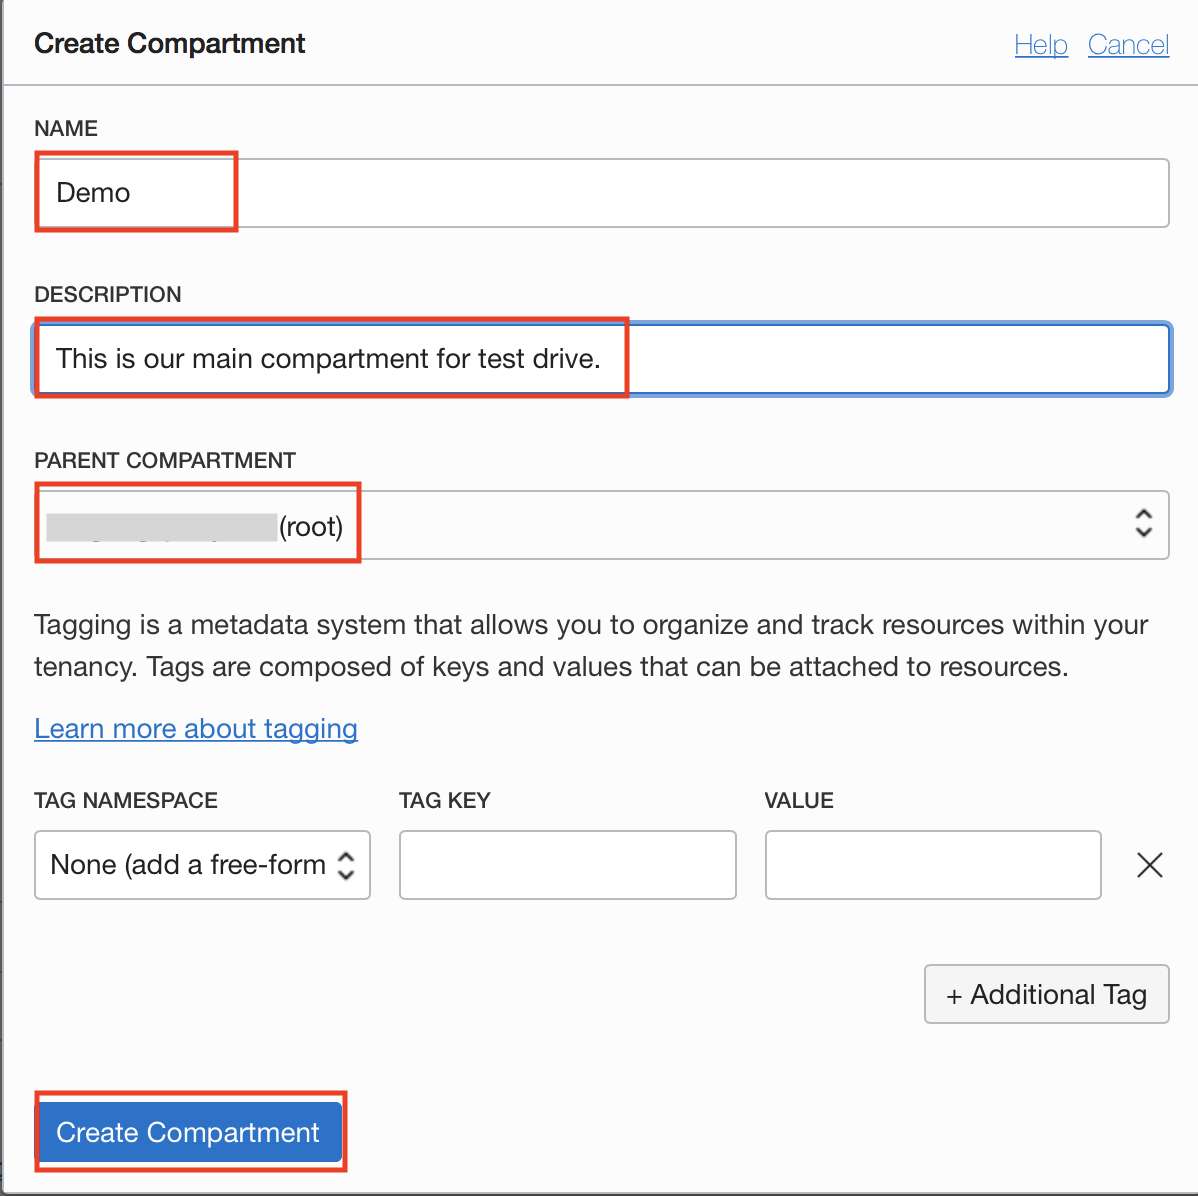 Create Compartment
Help Cancel
NAME
Demo
DESCRIPTION
This is our main compartment for test drive.
PARENT COMPARTMENT
(root)
Tagging is a metadata system that allows you to organize and track resources within your
tenancy. Tags are composed of keys and values that can be attached to resources.
Learn more about tagging
TAG NAMESPACE TAG KEY VALUE
None (add a free-form
+ Additional Tag
Create Compartment